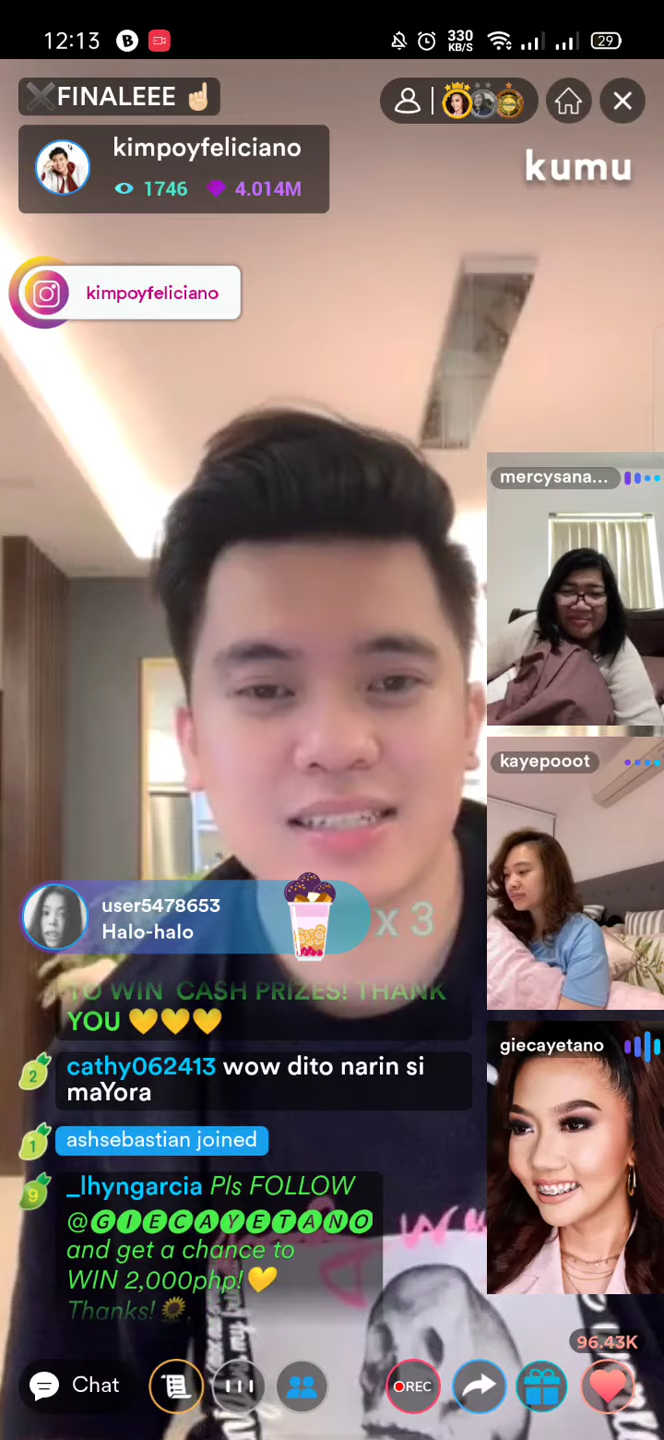 12:13
330
KB/S
29
FINALEEE ☝🏻
kimpoyfeliciano
1746 4.014M
kumu
kimpoyfeliciano
mercysana...
kayepooot
giecayetano
user5478653
Halo-halo
x 3
TO WIN CASH PRIZES! THANK
YOU 💛💛💛
2
cathy062413 wow dito narin si
maYora
1
ashsebastian joined
9
_lhyngarcia Pls FOLLOW
@🅖🅘🅔🅒🅐🅨🅔🅣🅐🅝🅞
and get a chance to
WIN 2,000php!💛
Thanks! 🌻,
96.43K
Chat
REC